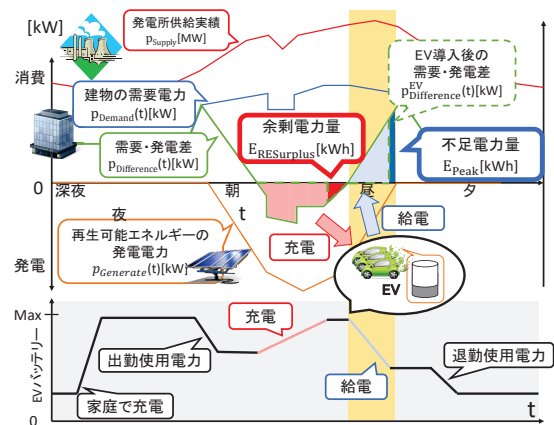 [kW]
発電所供給実績
pSupply[MW]
消費
建物の需要電力
pDemand(t)[kW]
需要・発電差
pDifference(t)[kW]
余剰電力量
ERESurplus[kWh]
EV導入後の
需要・発電差
pEVDifference(t)[kW]
不足電力量
EPeak[kWh]
0
深夜
朝
昼
夕
夜
t
再生可能エネルギーの
発電電力
pGenerate(t)[kW]
発電
充電
給電
EV
Max
EVバッテリー
0
家庭で充電
出勤使用電力
充電
給電
退勤使用電力
t